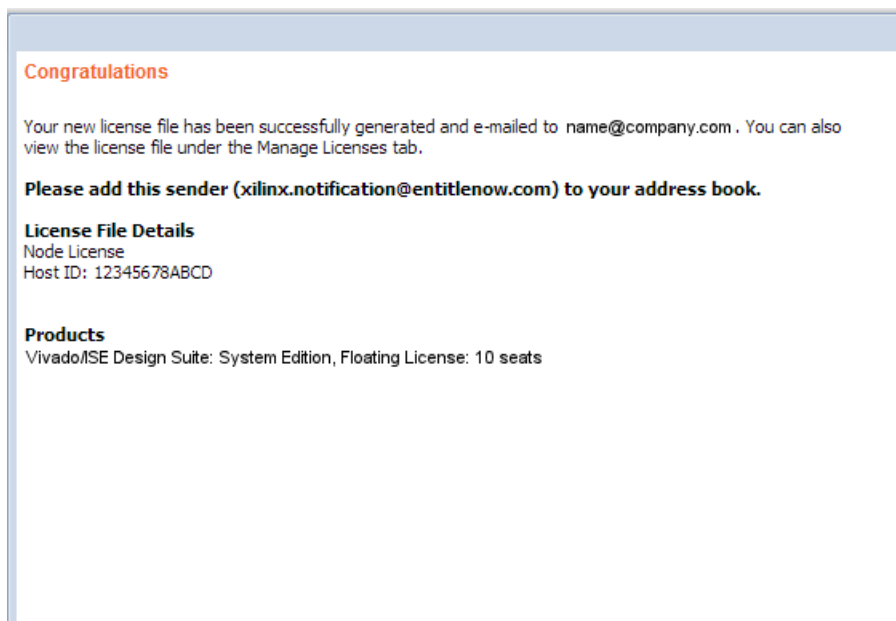 Congratulations
Your new license file has been successfully generated and e-mailed to name@company.com . You can also
view the license file under the Manage Licenses tab.
Please add this sender (xilinx.notification@entitlenow.com) to your address book.
License File Details
Node License
Host ID: 12345678ABCD
Products
Vivado/ISE Design Suite: System Edition, Floating License: 10 seats